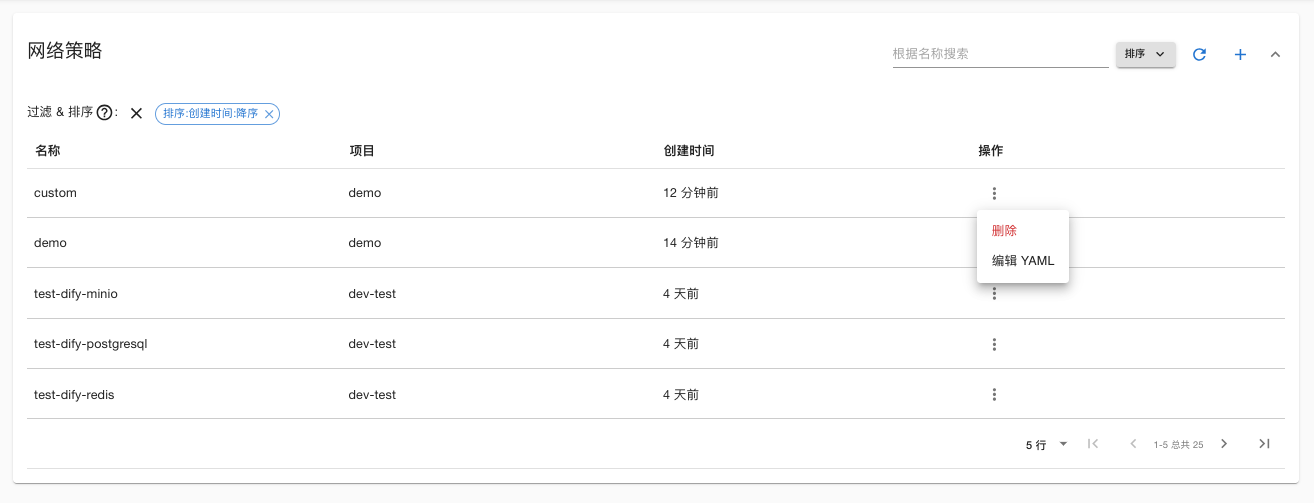 网络策略
根据名称搜索 排序
过滤 & 排序?: 排序:创建时间:降序
名称 项目 创建时间 操作
custom demo 12 分钟前
删除
demo demo 14 分钟前
编辑 YAML
test-dify-minio dev-test 4 天前
test-dify-postgresql dev-test 4 天前
test-dify-redis dev-test 4 天前
5 行 1-5 总共 25